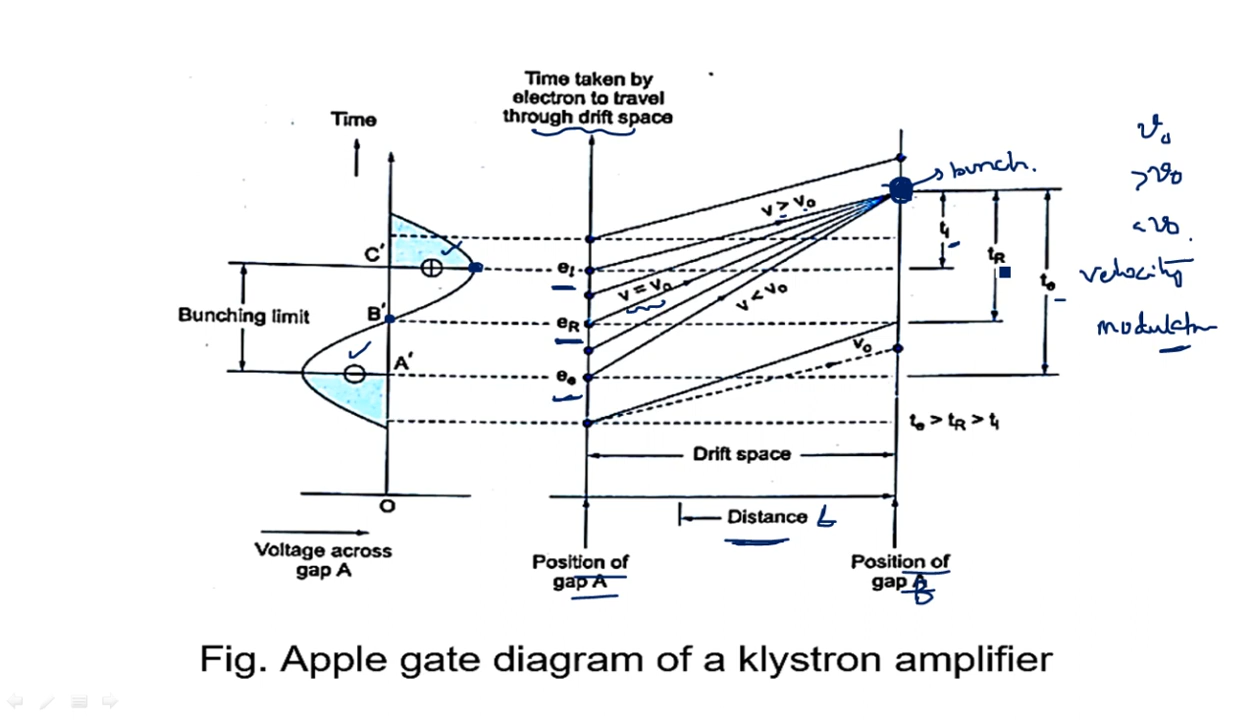 Time taken by
electron to travel
through drift space
Time
bunch.
v₀
>v₀
<v₀
velocity
modulation
v > v₀
v = v₀
v < v₀
v₀
C'
B'
A'
Bunching limit
eₗ
e_R
eₑ
tₗ
t_R
tₑ
tₑ > t_R > tₗ
Drift space
Distance L
O
Voltage across
gap A
Position of
gap A
Position of
gap B
Fig. Apple gate diagram of a klystron amplifier